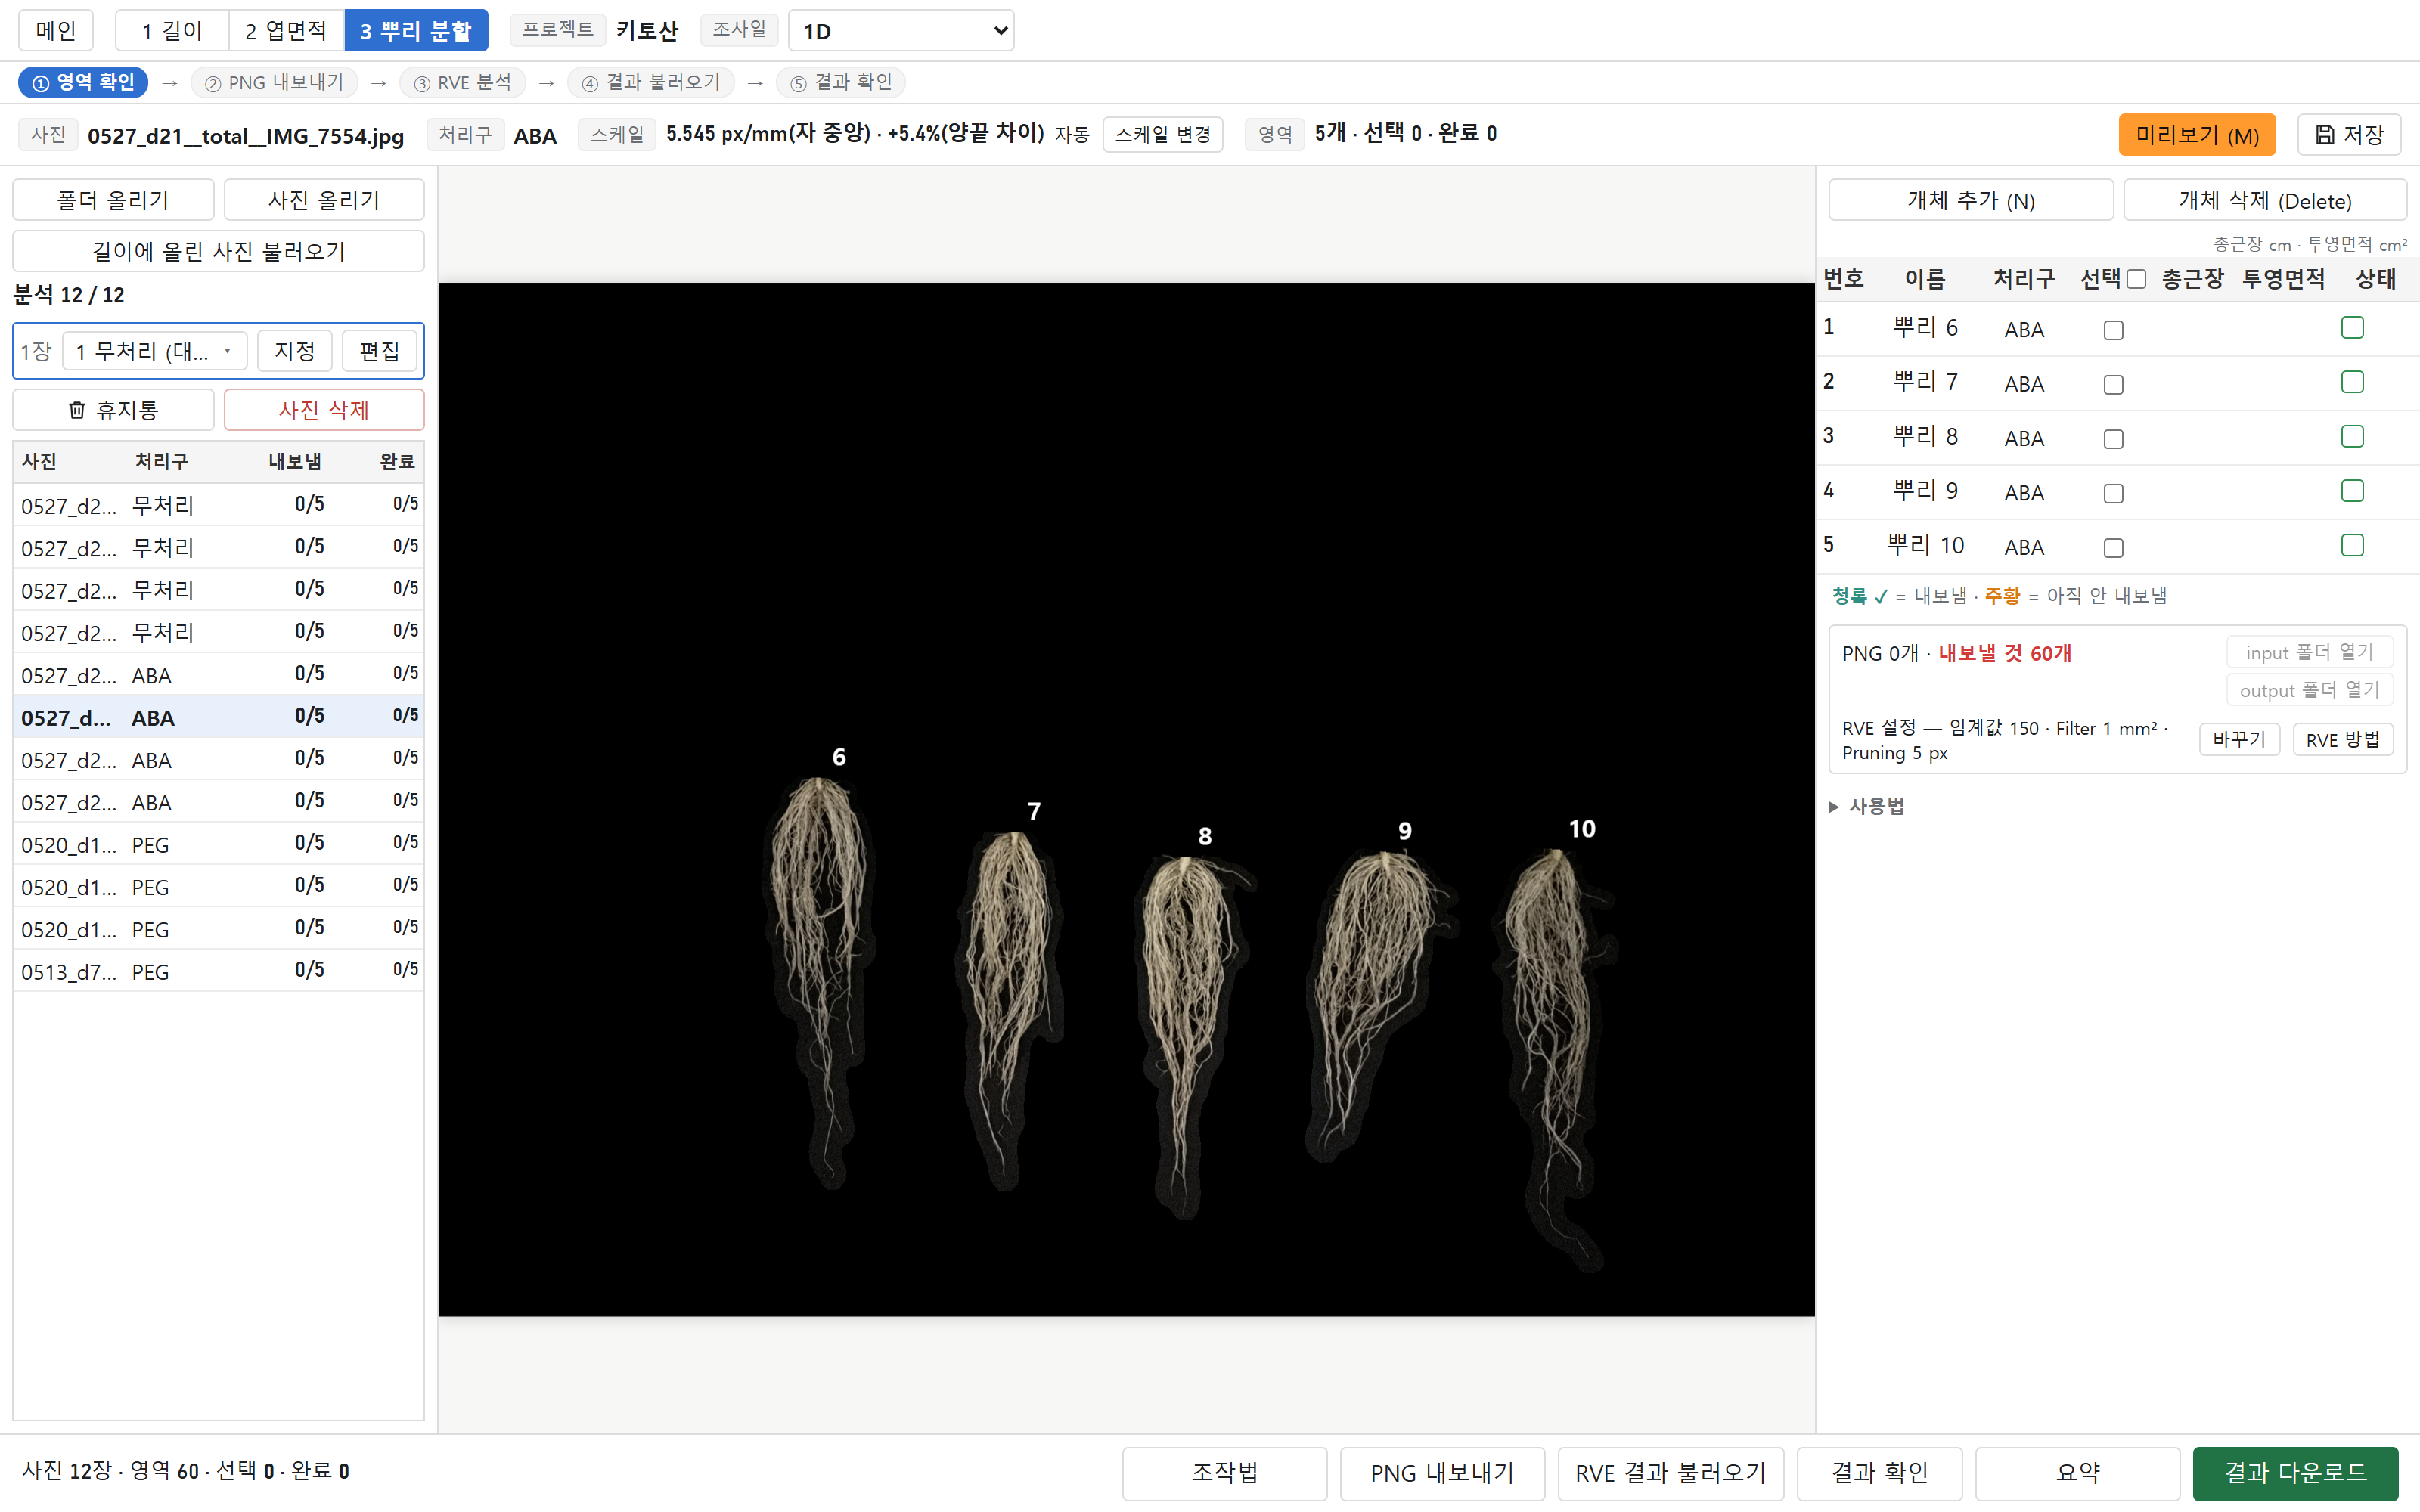 메인 1 길이 2 엽면적 3 뿌리 분할 프로젝트 키토산 조사일 1D
① 영역 확인 → ② PNG 내보내기 → ③ RVE 분석 → ④ 결과 불러오기 → ⑤ 결과 확인
사진 0527_d21__total__IMG_7554.jpg 처리구 ABA 스케일 5.545 px/mm(자 중앙) · +5.4%(양끝 차이) 자동 스케일 변경 영역 5개 · 선택 0 · 완료 0 미리보기 (M) 저장
폴더 올리기 사진 올리기
길이에 올린 사진 불러오기
분석 12 / 12
1장 1 무처리 (대... 지정 편집
휴지통 사진 삭제
사진 처리구 내보냄 완료
0527_d2... 무처리 0/5 0/5
0527_d2... 무처리 0/5 0/5
0527_d2... 무처리 0/5 0/5
0527_d2... 무처리 0/5 0/5
0527_d2... ABA 0/5 0/5
0527_d... ABA 0/5 0/5
0527_d2... ABA 0/5 0/5
0527_d2... ABA 0/5 0/5
0520_d1... PEG 0/5 0/5
0520_d1... PEG 0/5 0/5
0520_d1... PEG 0/5 0/5
0513_d7... PEG 0/5 0/5
6
7
8
9
10
개체 추가 (N) 개체 삭제 (Delete)
총근장 cm · 투영면적 cm²
번호 이름 처리구 선택 총근장 투영면적 상태
1 뿌리 6 ABA
2 뿌리 7 ABA
3 뿌리 8 ABA
4 뿌리 9 ABA
5 뿌리 10 ABA
청록 ✓ = 내보냄 · 주황 = 아직 안 내보냄
PNG 0개 · 내보낼 것 60개 input 폴더 열기
output 폴더 열기
RVE 설정 — 임계값 150 · Filter 1 mm² ·
Pruning 5 px 바꾸기 RVE 방법
▶ 사용법
사진 12장 · 영역 60 · 선택 0 · 완료 0 조작법 PNG 내보내기 RVE 결과 불러오기 결과 확인 요약 결과 다운로드